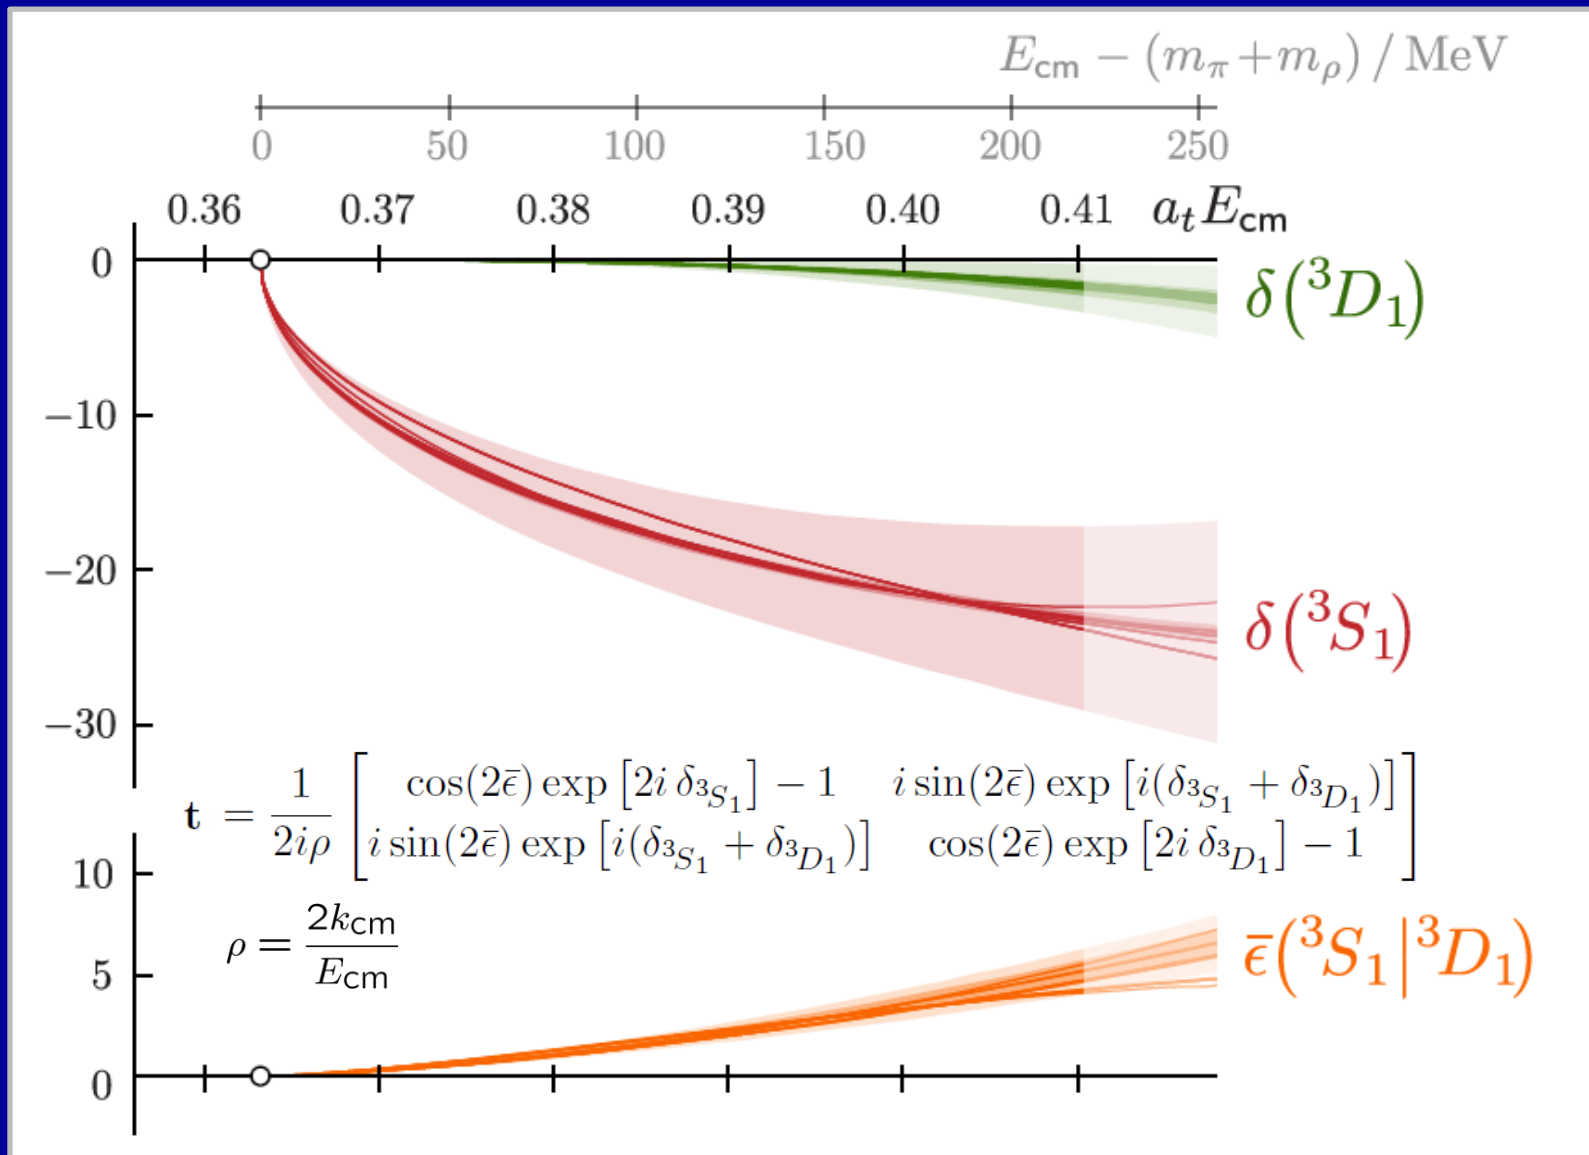 E_cm − (m_π+m_ρ) / MeV
0 50 100 150 200 250
0.36 0.37 0.38 0.39 0.40 0.41 a_t E_cm
0
δ(³D₁)
−10
−20
δ(³S₁)
−30
t = 1/(2iρ) [ cos(2ε̄) exp [2i δ_{³S₁}] − 1 i sin(2ε̄) exp [i(δ_{³S₁} + δ_{³D₁})]
i sin(2ε̄) exp [i(δ_{³S₁} + δ_{³D₁})] cos(2ε̄) exp [2i δ_{³D₁}] − 1 ]
10
ρ = 2k_cm / E_cm
5
ε̄(³S₁|³D₁)
0